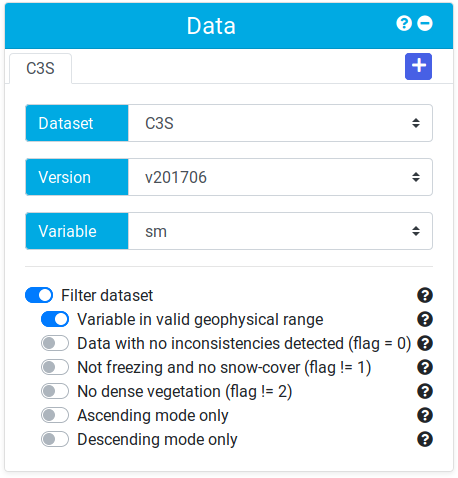 Data
C3S
Dataset C3S
Version v201706
Variable sm
Filter dataset
Variable in valid geophysical range
Data with no inconsistencies detected (flag = 0)
Not freezing and no snow-cover (flag != 1)
No dense vegetation (flag != 2)
Ascending mode only
Descending mode only